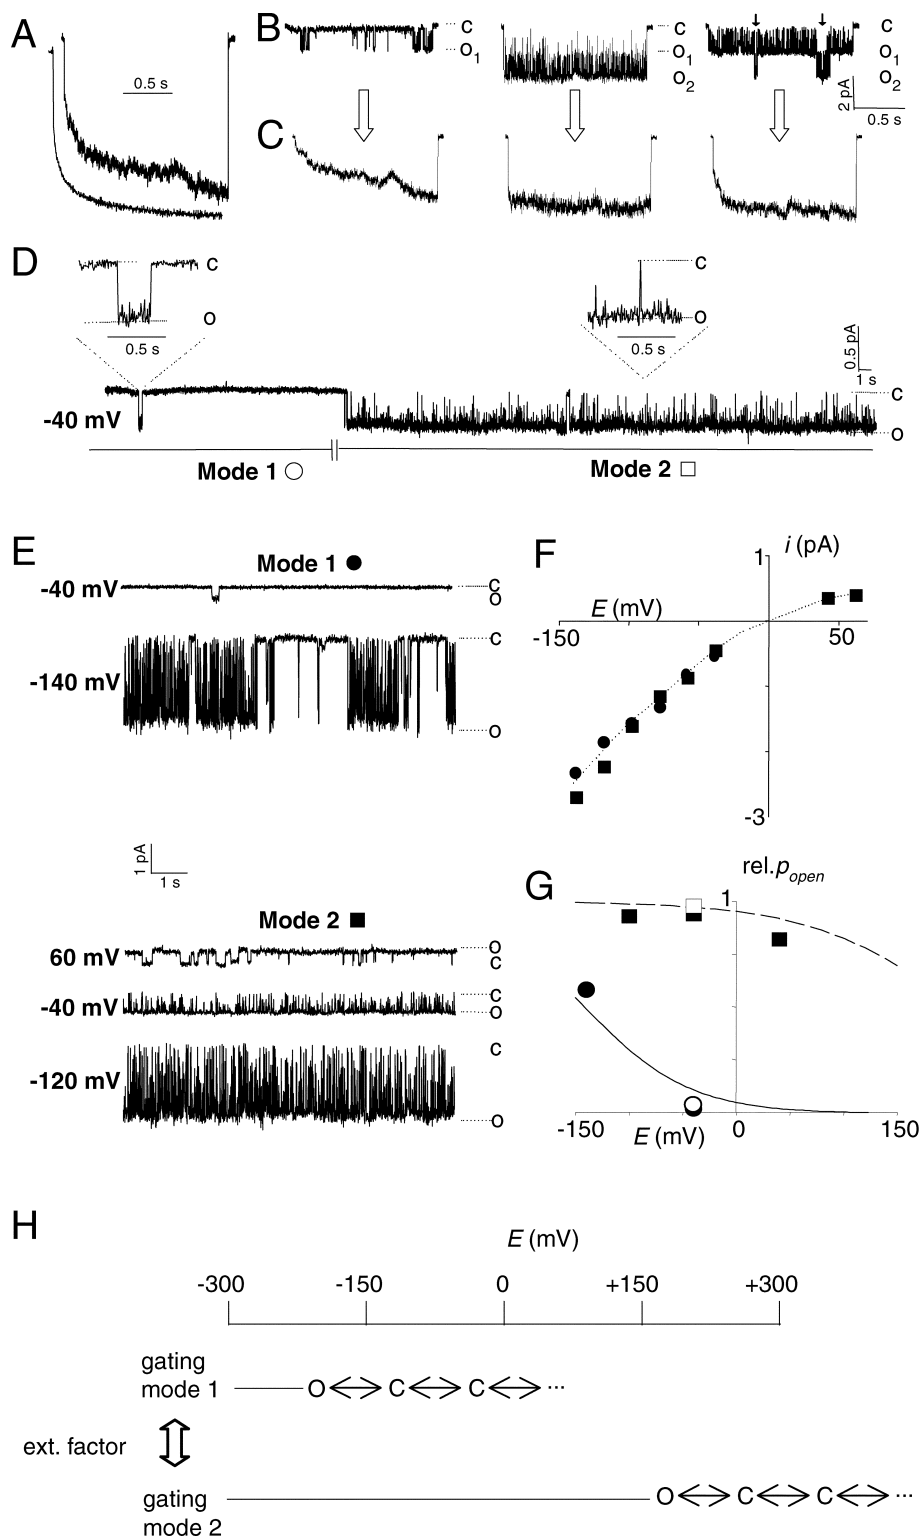 A
0.5 s
B
c
o1
c
o1
o2
c
o1
o2
2 pA
0.5 s
C
D
c
o
0.5 s
c
o
0.5 s
0.5 pA
1 s
c
o
-40 mV
Mode 1 ○
Mode 2 □
E
Mode 1 ●
-40 mV
c
o
c
-140 mV
o
1 pA
1 s
Mode 2 ■
60 mV
o
c
-40 mV
c
o
c
-120 mV
o
F
1
i (pA)
E (mV)
-150
50
-3
G
rel.popen
1
-150
E (mV)
0
150
H
E (mV)
-300
-150
0
+150
+300
gating
mode 1
O C C ...
ext. factor
gating
mode 2
O C C ...